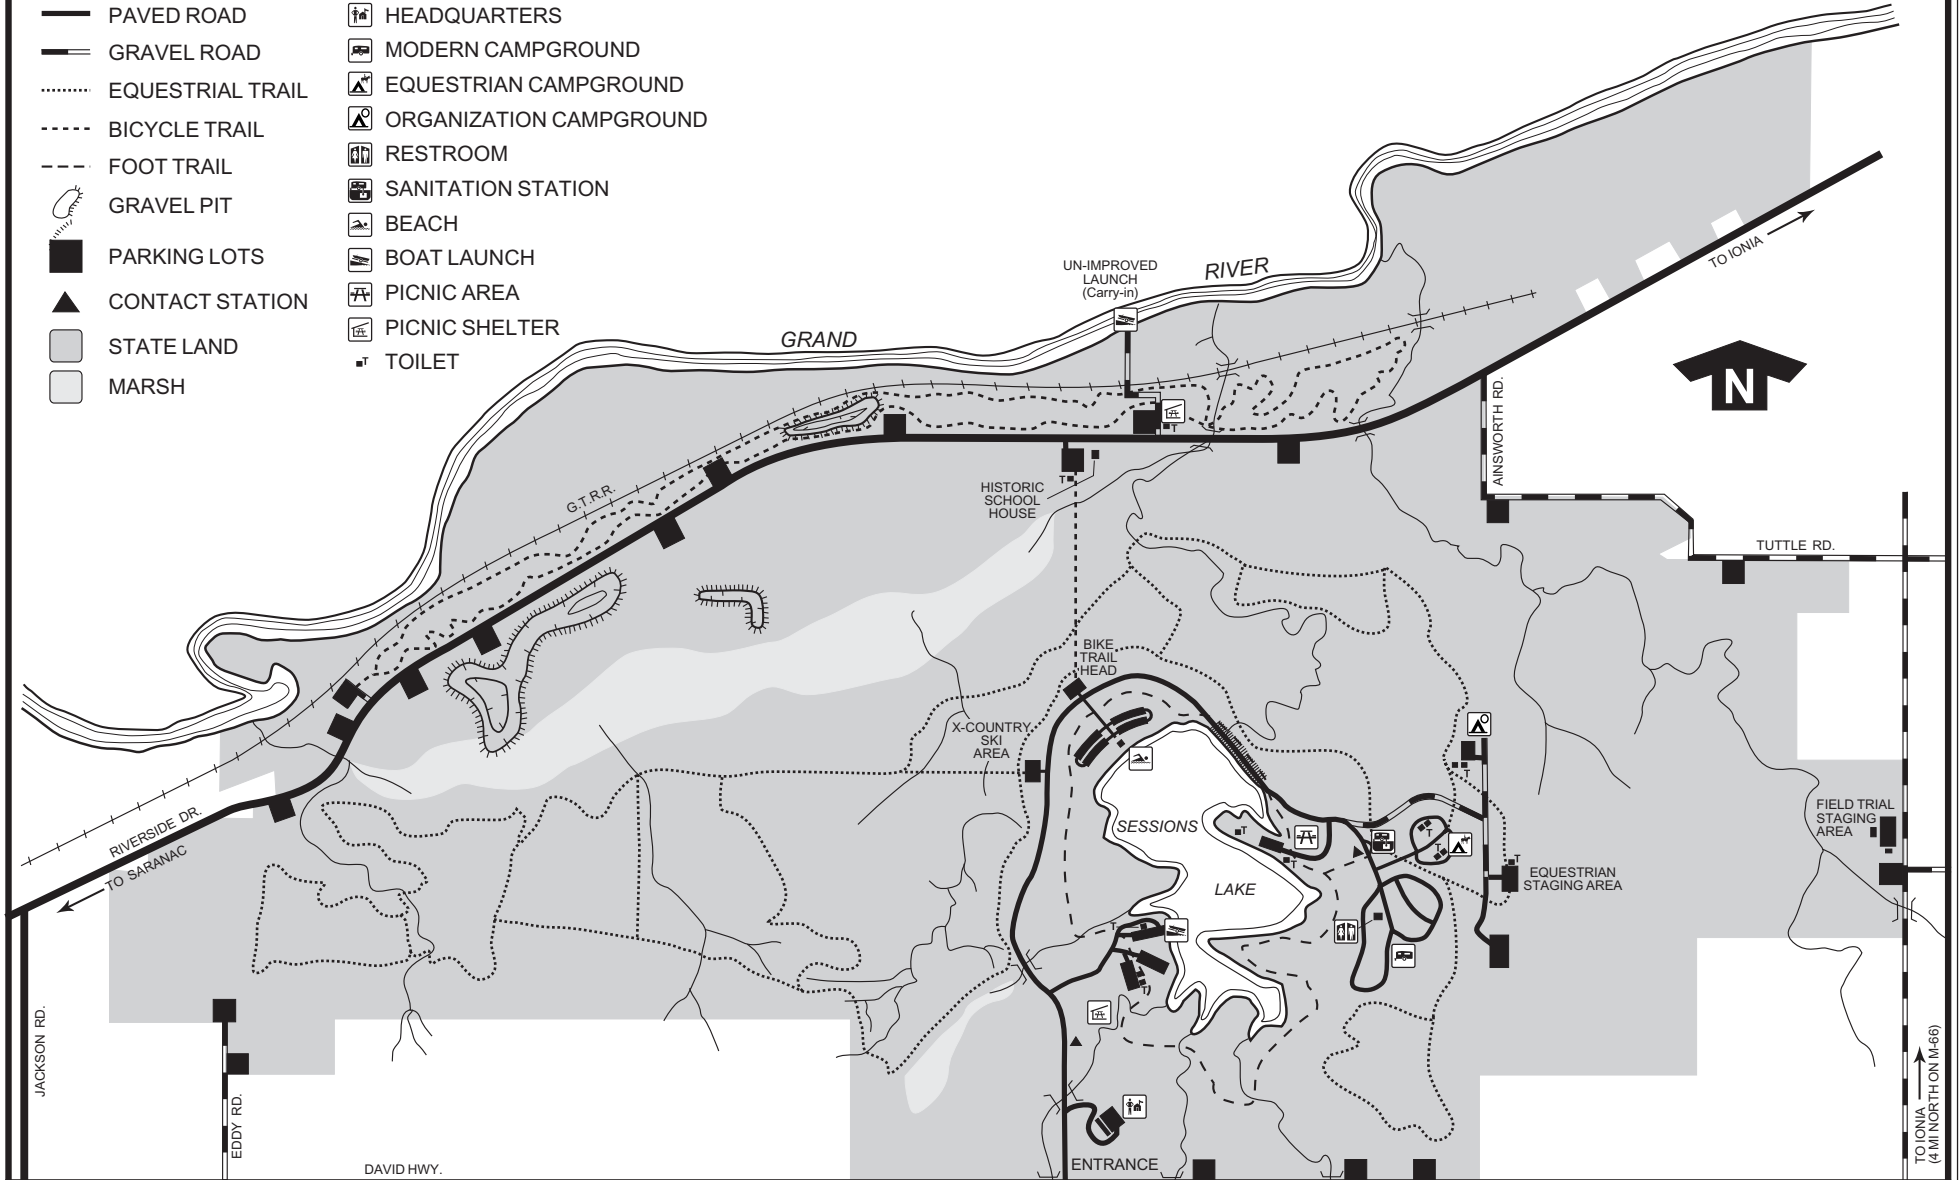 PAVED ROAD
GRAVEL ROAD
EQUESTRIAL TRAIL
BICYCLE TRAIL
FOOT TRAIL
GRAVEL PIT
PARKING LOTS
CONTACT STATION
STATE LAND
MARSH
HEADQUARTERS
MODERN CAMPGROUND
EQUESTRIAN CAMPGROUND
ORGANIZATION CAMPGROUND
RESTROOM
SANITATION STATION
BEACH
BOAT LAUNCH
PICNIC AREA
PICNIC SHELTER
T TOILET
UN-IMPROVED
LAUNCH
(Carry-in)
GRAND RIVER
TO IONIA
N
AINSWORTH RD.
TUTTLE RD.
G.T.R.R.
T
T
HISTORIC
SCHOOL
HOUSE
BIKE
TRAIL
HEAD
X-COUNTRY
SKI
AREA
SESSIONS
LAKE
T
T
T
T
T
T
T
T
FIELD TRIAL
STAGING
AREA
EQUESTRIAN
STAGING AREA
RIVERSIDE DR.
TO SARANAC
JACKSON RD.
EDDY RD.
DAVID HWY.
ENTRANCE
TO IONIA
(4 MI NORTH ON M-66)